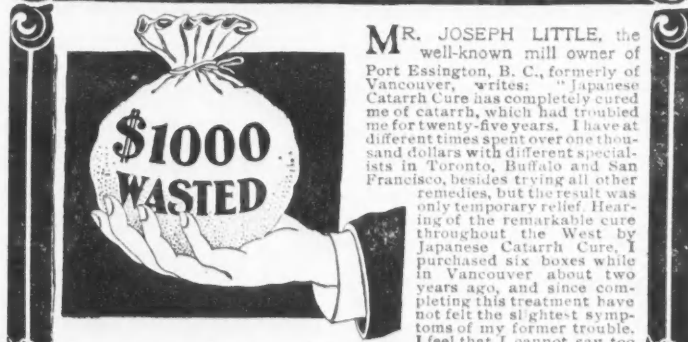 $1000
WASTED
MR. JOSEPH LITTLE, the
well-known mill owner of
Port Essington, B. C., formerly of
Vancouver, writes: "Japanese
Catarrh Cure has completely cured
me of catarrh, which had troubled
me for twenty-five years. I have at
different times spent over one thou-
sand dollars with different special-
ists in Toronto, Buffalo and San
Francisco, besides trying all other
remedies, but the result was
only temporary relief. Hear-
ing of the remarkable cure
throughout the West by
Japanese Catarrh Cure, I
purchased six boxes while
in Vancouver about two
years ago, and since com-
pleting this treatment have
not felt the slightest symp-
toms of my former trouble.
I feel that I cannot say too